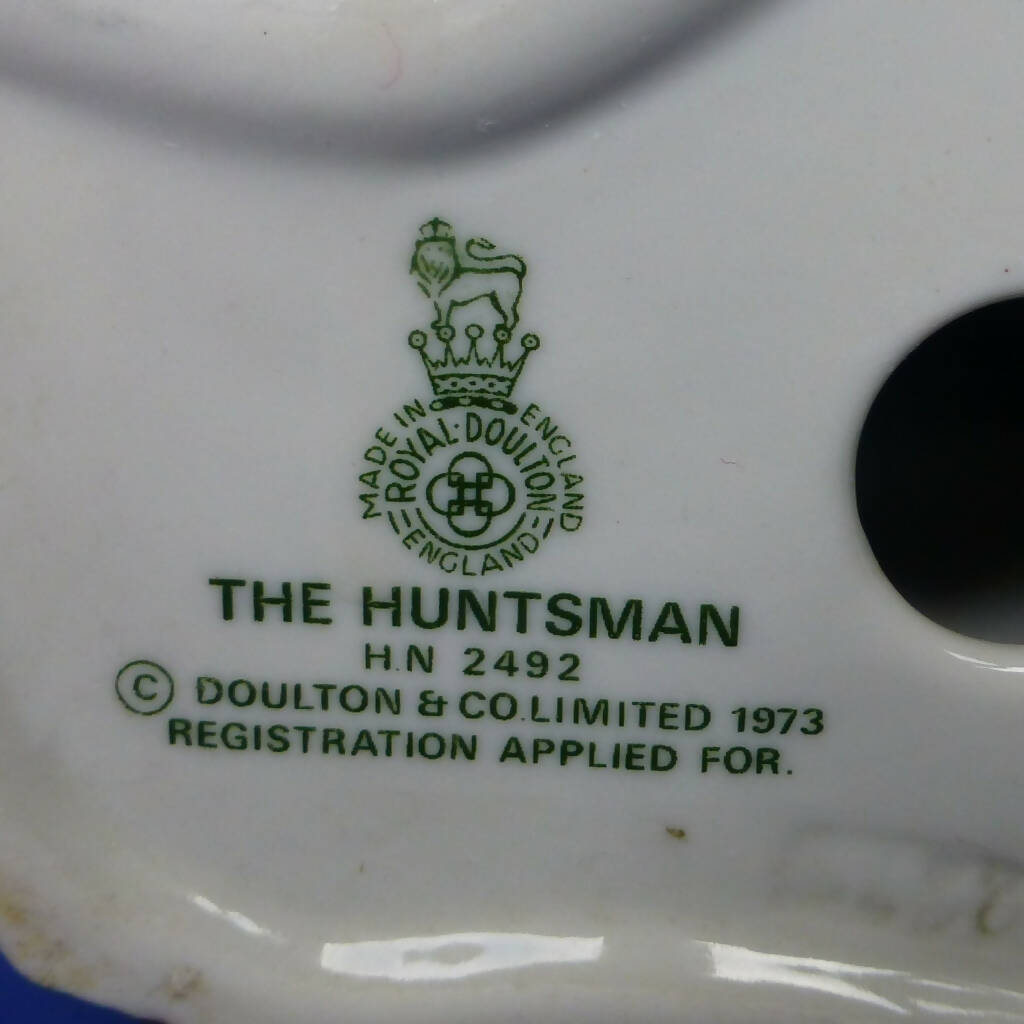 MADE IN ENGLAND
ROYAL·DOULTON
ENGLAND
THE HUNTSMAN
H.N 2492
© DOULTON & CO.LIMITED 1973
REGISTRATION APPLIED FOR.